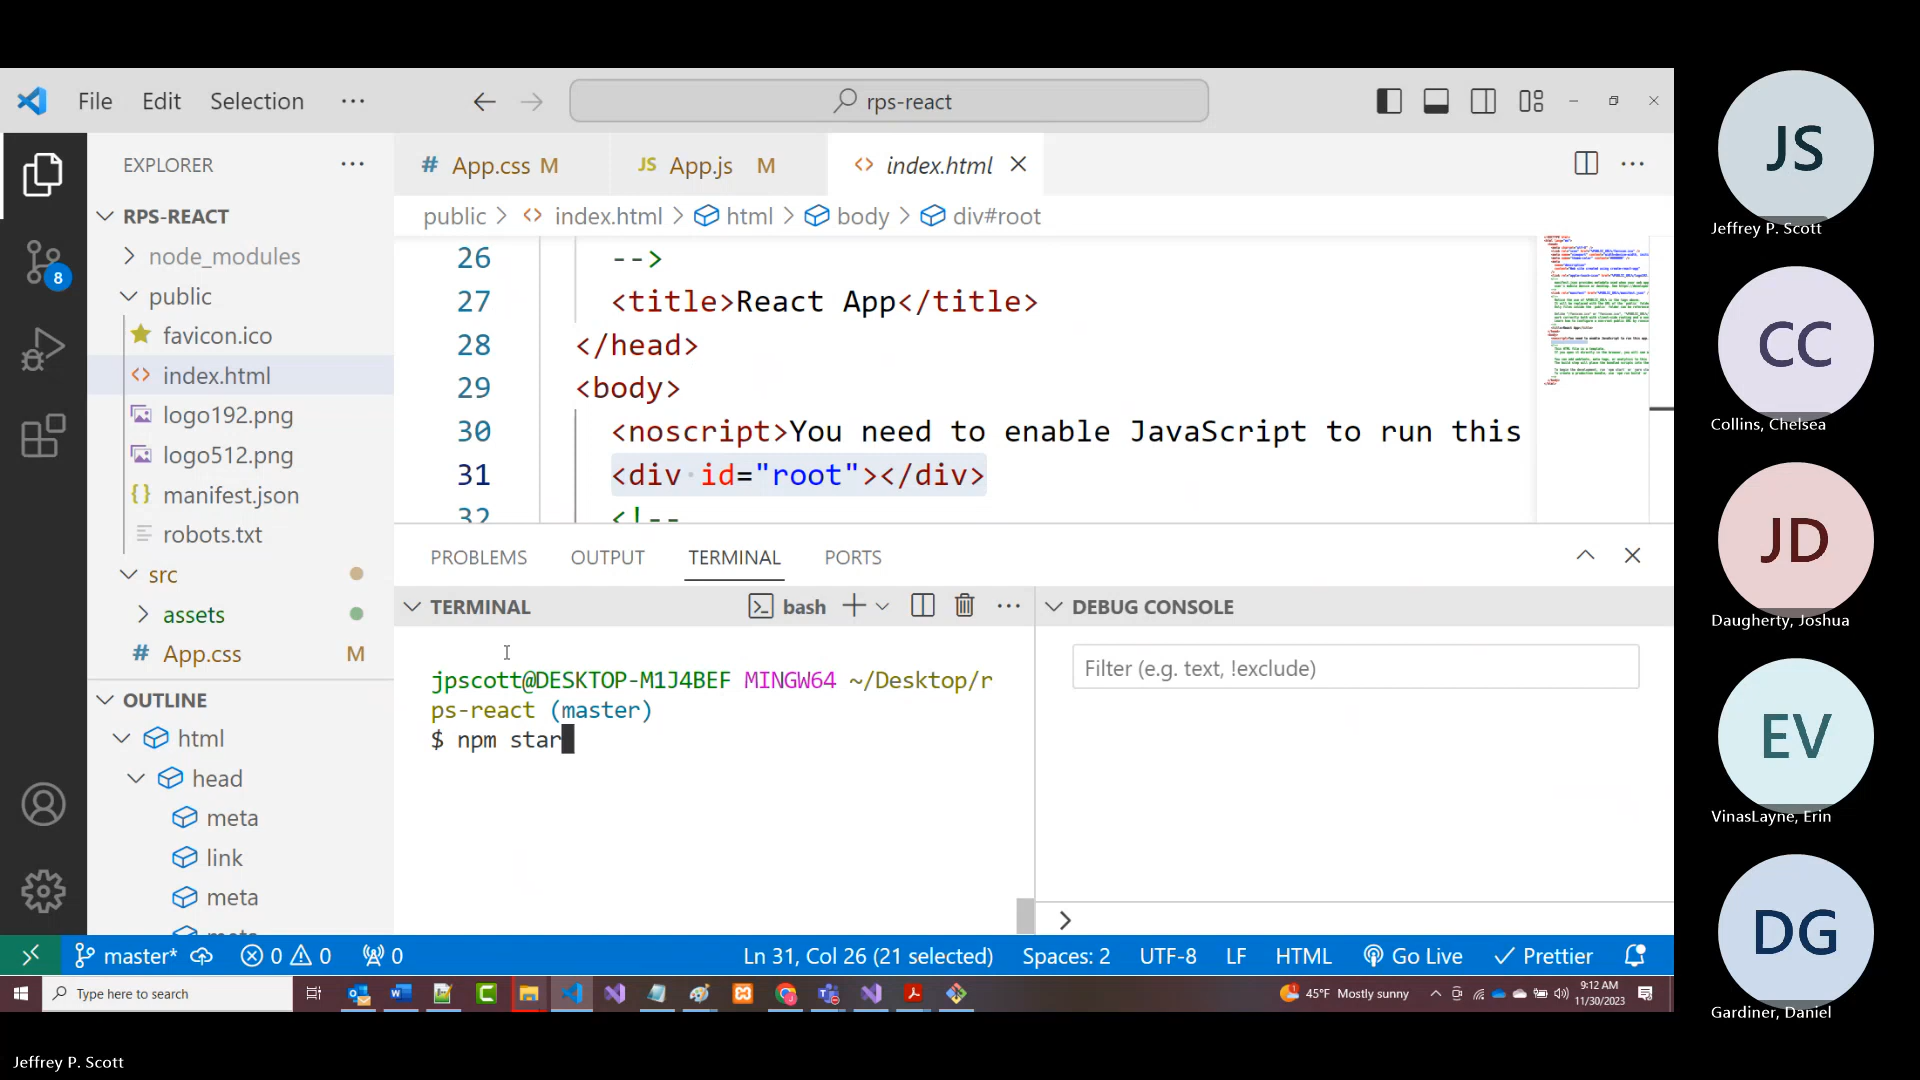 File Edit Selection ···
rps-react
EXPLORER ···
RPS-REACT
node_modules
public
favicon.ico
index.html
logo192.png
logo512.png
manifest.json
robots.txt
src
assets
# App.css M
OUTLINE
html
head
meta
link
meta
# App.css M
JS App.js M
<> index.html
public > <> index.html > html > body > div#root
26 -->
27 <title>React App</title>
28 </head>
29 <body>
30 <noscript>You need to enable JavaScript to run this
31 <div id="root"></div>
32 <!--
PROBLEMS OUTPUT TERMINAL PORTS
TERMINAL bash
jpscott@DESKTOP-M1J4BEF MINGW64 ~/Desktop/r
ps-react (master)
$ npm star
DEBUG CONSOLE
Filter (e.g. text, !exclude)
>
8
master* 0 0 0 Ln 31, Col 26 (21 selected) Spaces: 2 UTF-8 LF HTML Go Live Prettier
Type here to search
45°F Mostly sunny
9:12 AM
11/30/2023
JS
Jeffrey P. Scott
CC
Collins, Chelsea
JD
Daugherty, Joshua
EV
VinasLayne, Erin
DG
Gardiner, Daniel
Jeffrey P. Scott